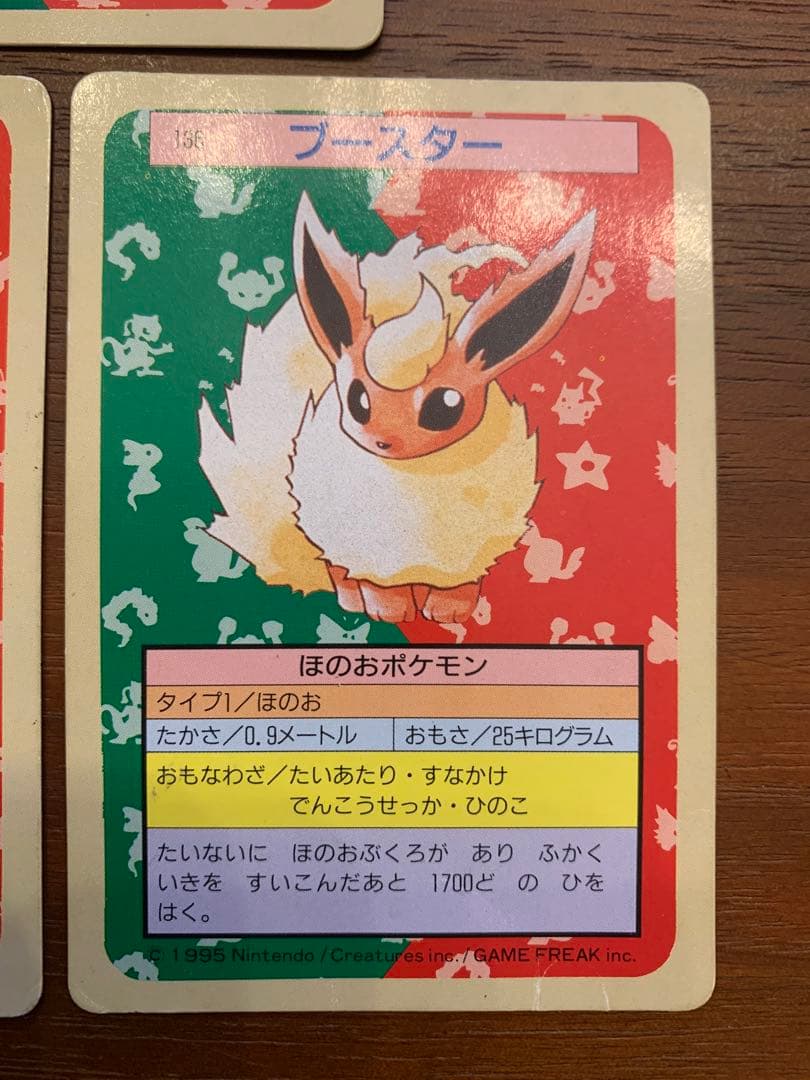 136
ブースター
ほのおポケモン
タイプ1／ほのお
たかさ／0.9メートル
おもさ／25キログラム
おもなわざ／たいあたり・すなかけ
でんこうせっか・ひのこ
たいないに　ほのおぶくろが　あり　ふかく
いきを　すいこんだあと　1700ど　の　ひを
はく。
© 1995 Nintendo / Creatures inc. / GAME FREAK inc.